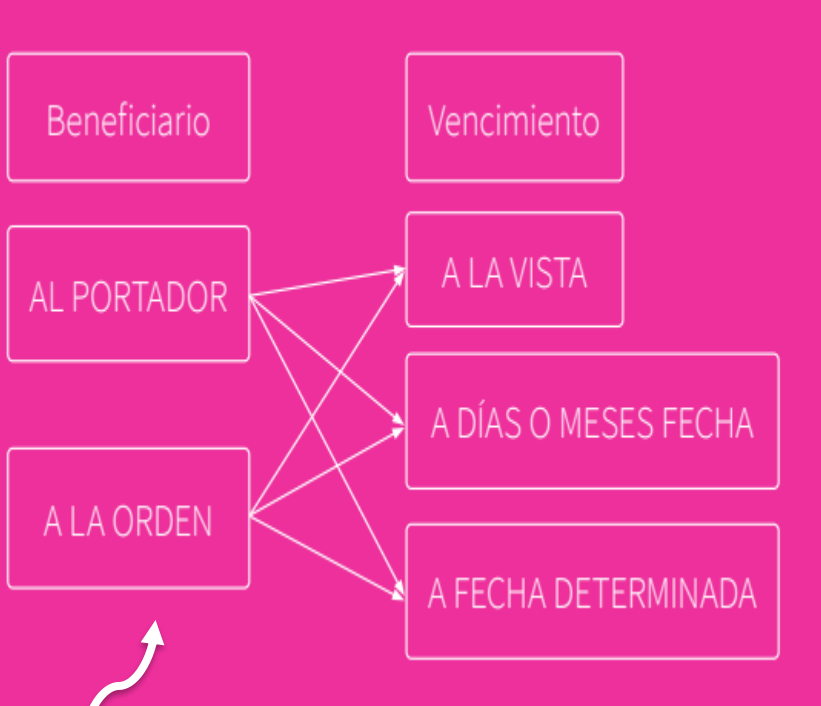 Beneficiario
Vencimiento
AL PORTADOR
A LA VISTA
A DÍAS O MESES FECHA
A LA ORDEN
A FECHA DETERMINADA